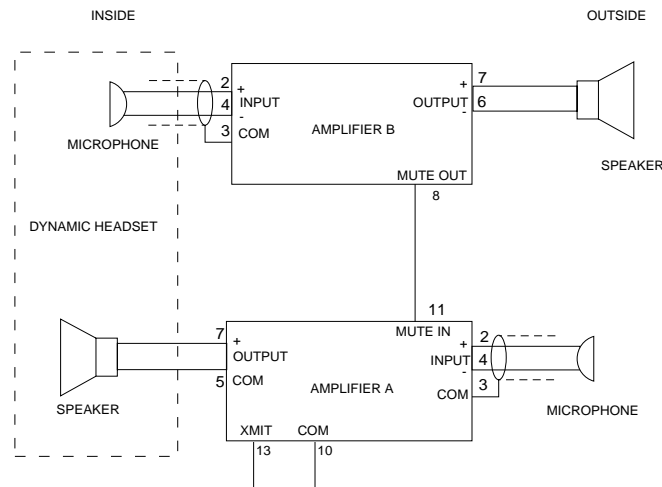 INSIDE
OUTSIDE
2
+
4
INPUT
-
3
COM
MICROPHONE
AMPLIFIER B
+
7
OUTPUT
6
-
SPEAKER
MUTE OUT
8
DYNAMIC HEADSET
11
MUTE IN
7
+
OUTPUT
5
COM
SPEAKER
AMPLIFIER A
+
2
INPUT
4
-
3
COM
MICROPHONE
XMIT
COM
13
10